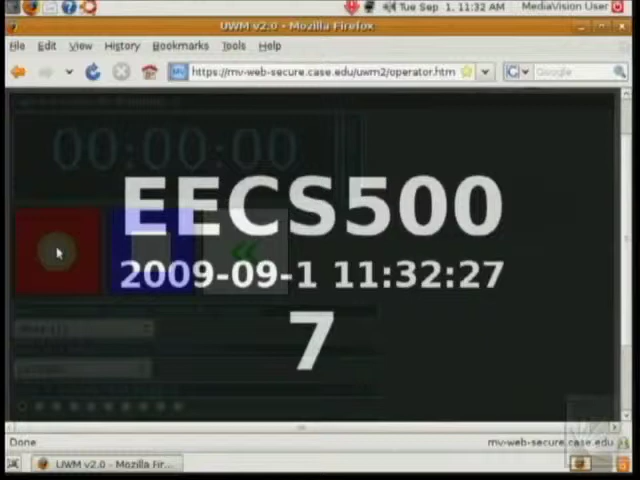 Tue Sep 1, 11:32 AM MediaVision User
UWM v2.0 - Mozilla Firefox
File Edit View History Bookmarks Tools Help
https://mv-web-secure.case.edu/uwm2/operator.htm Google
00:00:00
EECS500
2009-09-1 11:32:27
7
Done mv-web-secure.case.edu
UWM v2.0 - Mozilla Fir...